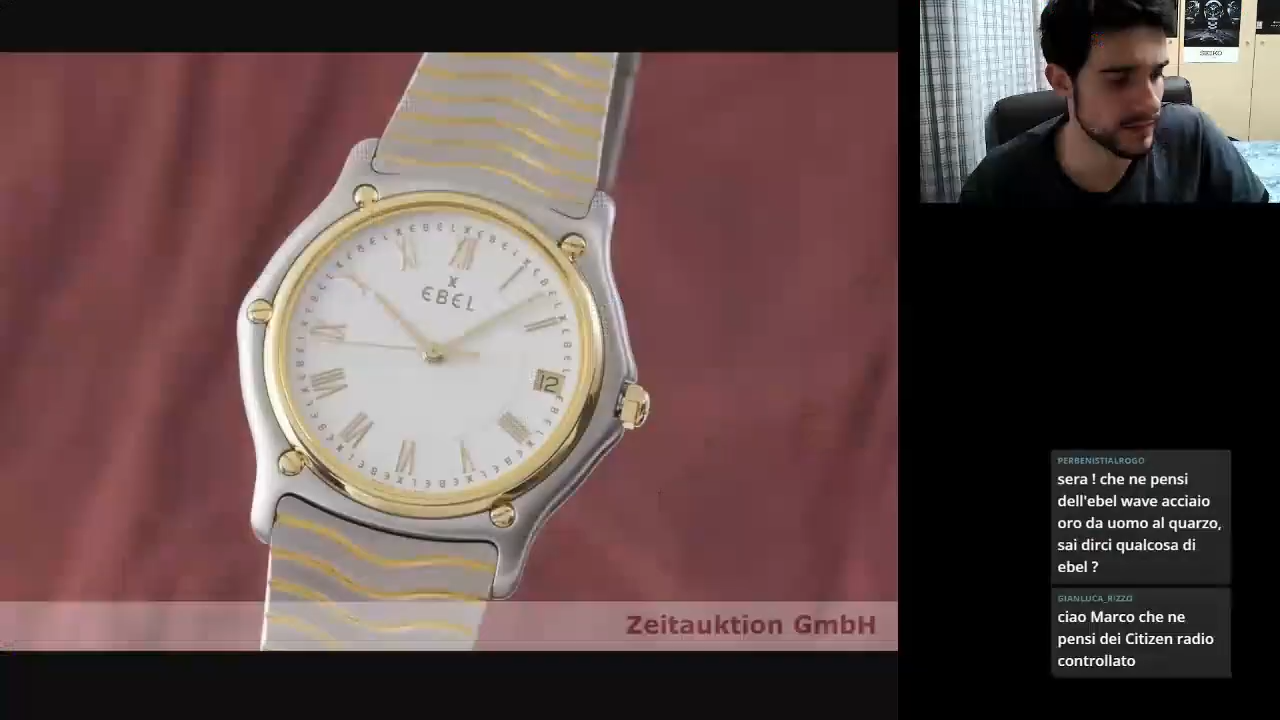 SEIKO
EBEL
12
Zeitauktion GmbH
PERBENISTIALROGO
sera ! che ne pensi
dell'ebel wave acciaio
oro da uomo al quarzo,
sai dirci qualcosa di
ebel ?
GIANLUCA_RIZZO
ciao Marco che ne
pensi dei Citizen radio
controllato